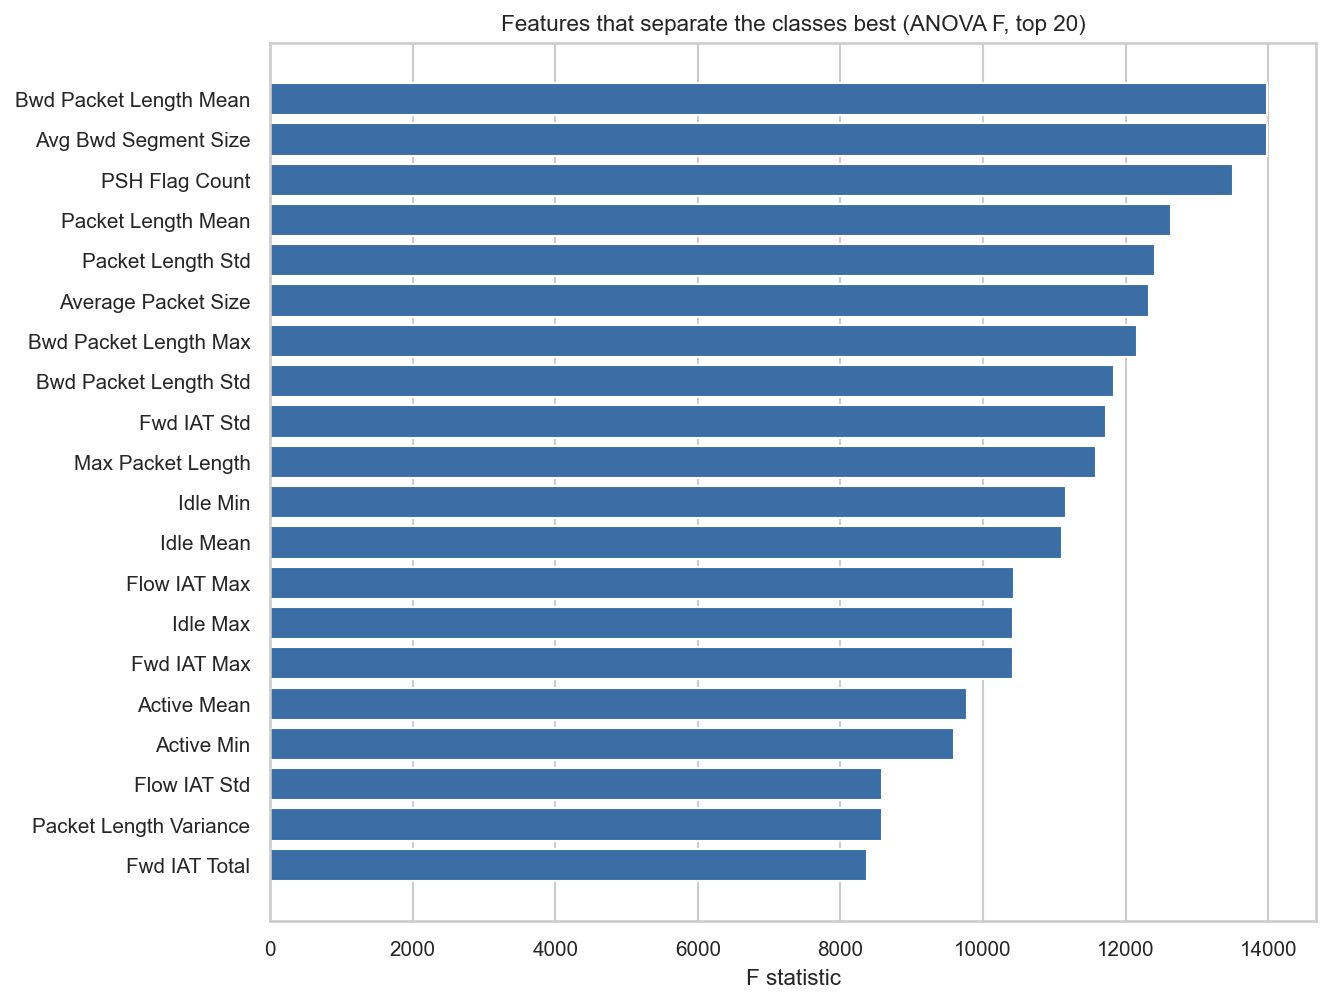 Features that separate the classes best (ANOVA F, top 20)
Bwd Packet Length Mean
Avg Bwd Segment Size
PSH Flag Count
Packet Length Mean
Packet Length Std
Average Packet Size
Bwd Packet Length Max
Bwd Packet Length Std
Fwd IAT Std
Max Packet Length
Idle Min
Idle Mean
Flow IAT Max
Idle Max
Fwd IAT Max
Active Mean
Active Min
Flow IAT Std
Packet Length Variance
Fwd IAT Total
0 2000 4000 6000 8000 10000 12000 14000
F statistic